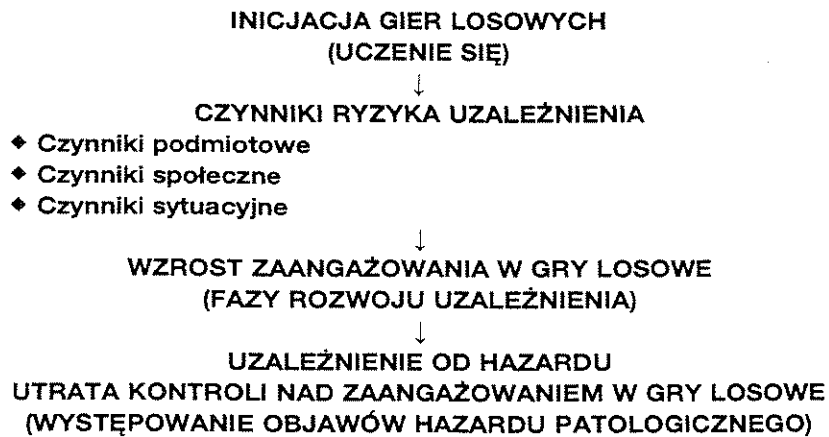 INICJACJA GIER LOSOWYCH
(UCZENIE SIĘ)
↓
CZYNNIKI RYZYKA UZALEŻNIENIA
◆ Czynniki podmiotowe
◆ Czynniki społeczne
◆ Czynniki sytuacyjne
↓
WZROST ZAANGAŻOWANIA W GRY LOSOWE
(FAZY ROZWOJU UZALEŻNIENIA)
↓
UZALEŻNIENIE OD HAZARDU
UTRATA KONTROLI NAD ZAANGAŻOWANIEM W GRY LOSOWE
(WYSTĘPOWANIE OBJAWÓW HAZARDU PATOLOGICZNEGO)